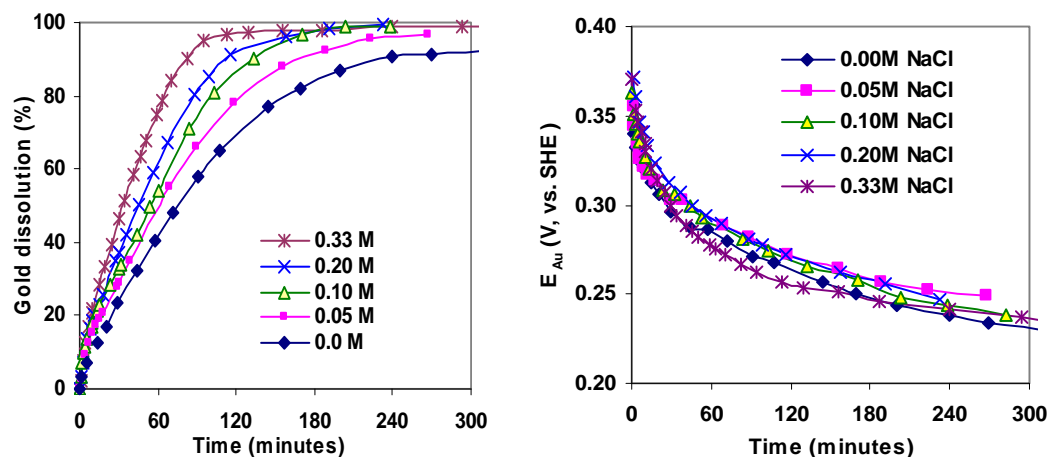 100
80
60
40
20
0
Gold dissolution (%)
0.33 M
0.20 M
0.10 M
0.05 M
0.0 M
0 60 120 180 240 300
Time (minutes)
0.40
0.35
0.30
0.25
0.20
E Au (V, vs. SHE)
0.00M NaCl
0.05M NaCl
0.10M NaCl
0.20M NaCl
0.33M NaCl
0 60 120 180 240 300
Time (minutes)